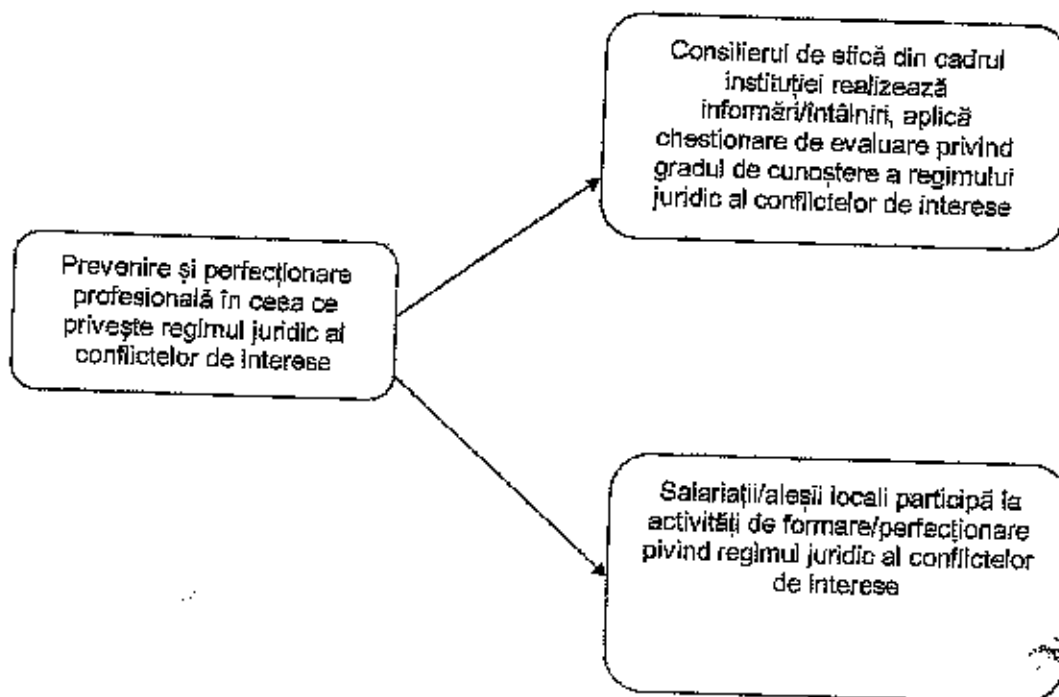 Consilierul de etică din cadrul
instituției realizează
informări/întâlniri, aplică
chestionare de evaluare privind
gradul de cunoștere a regimului
juridic al conflictelor de interese
Prevenire și perfecționare
profesională în ceea ce
privește regimul juridic al
conflictelor de interese
Salariații/aleșii locali participă la
activități de formare/perfecționare
pivind regimul juridic al conflictelor
de interese